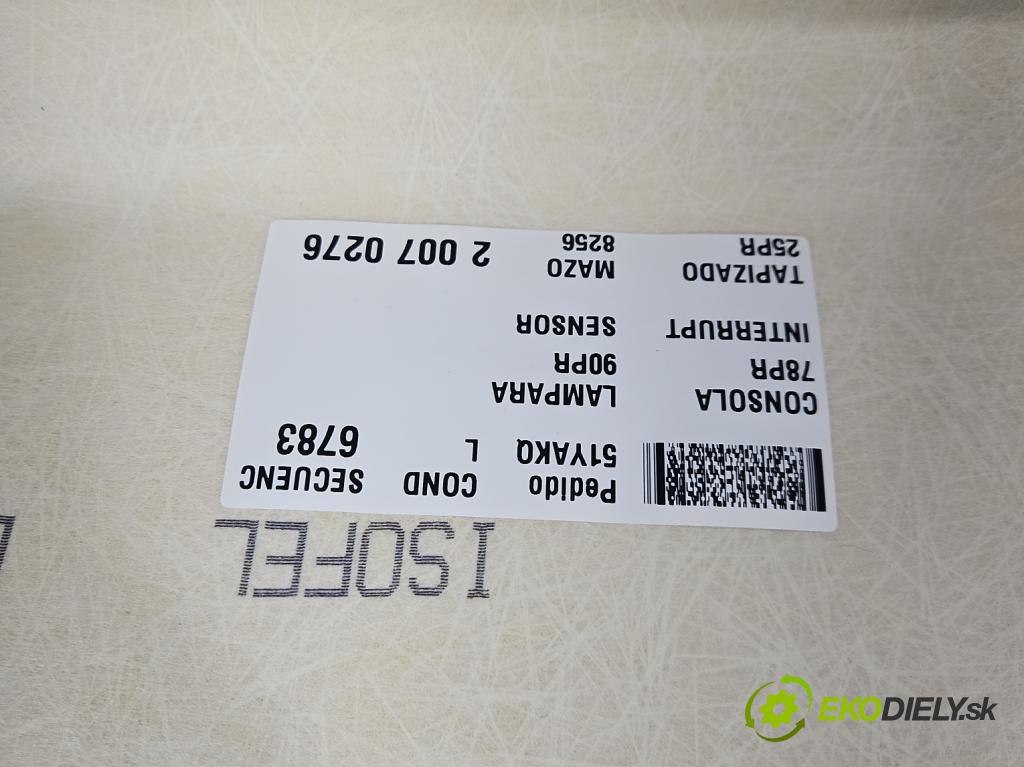 ISOFEL
Pedido COND SECUENC
51YAKQ L 6783
CONSOLA LAMPARA
78PR 90PR
INTERRUPT SENSOR
TAPIZADO MAZO 2 007 0276
25PR 8256
EKODIELY.sk